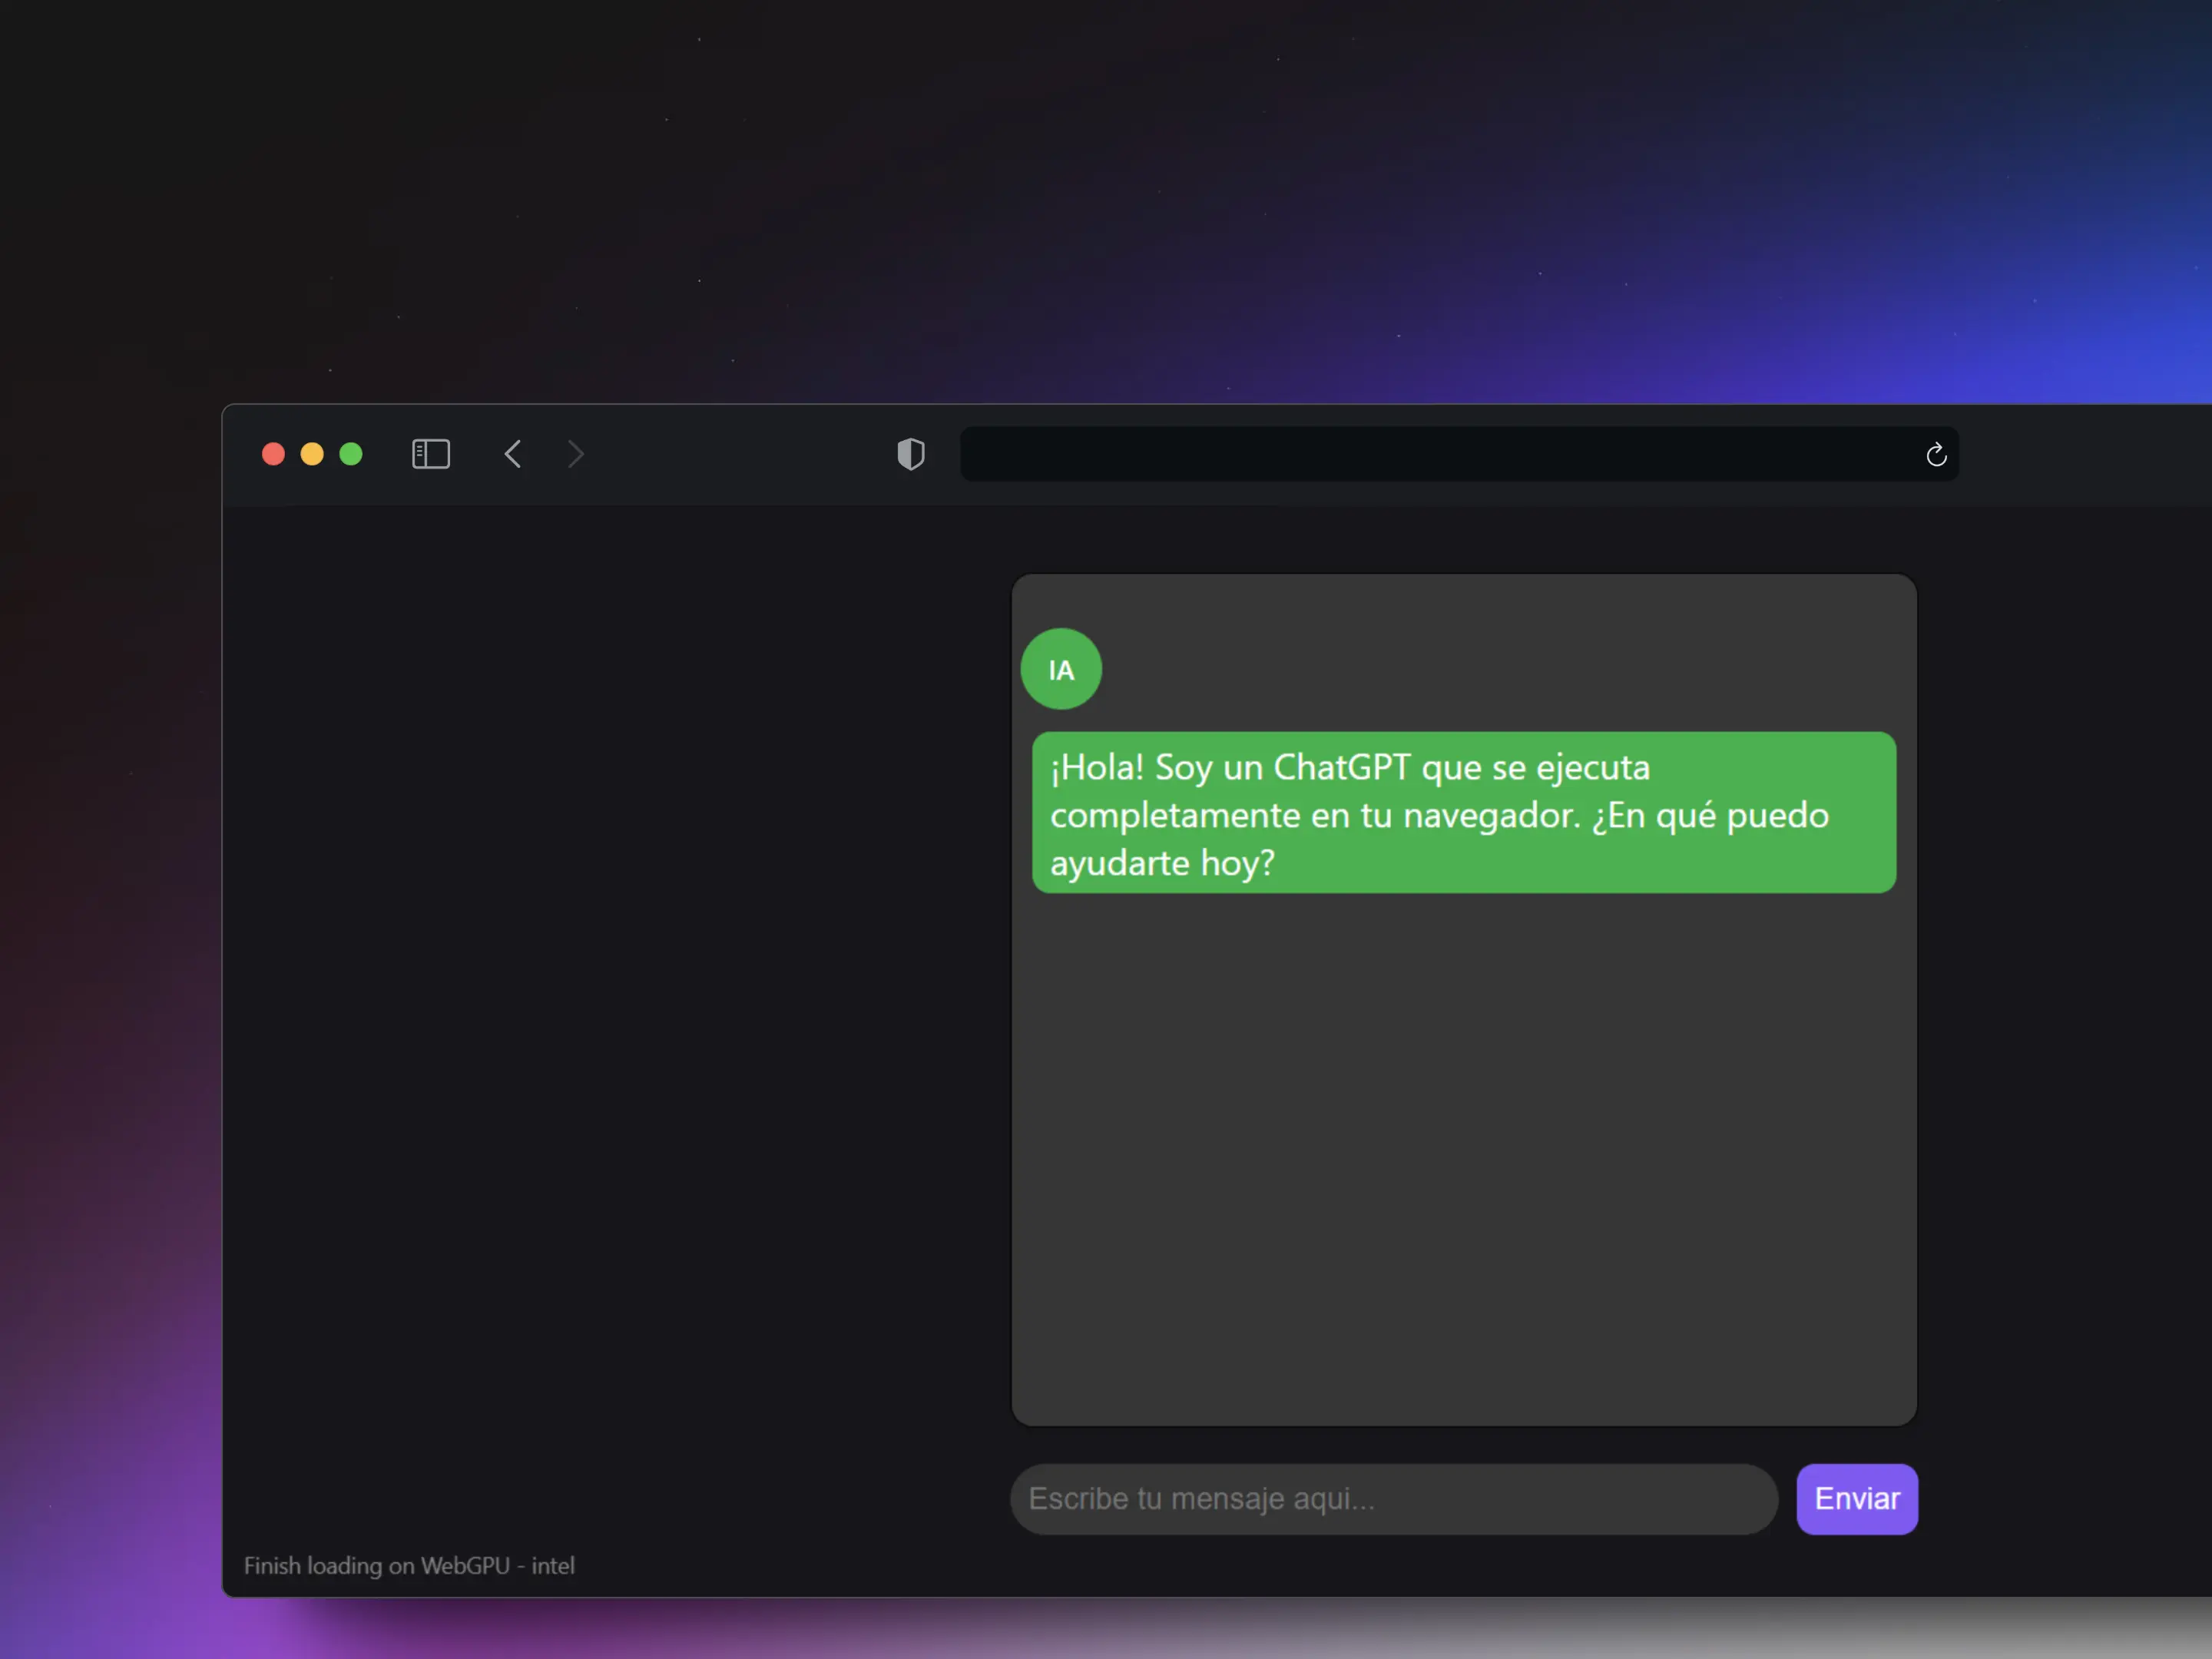 IA
¡Hola! Soy un ChatGPT que se ejecuta
completamente en tu navegador. ¿En qué puedo
ayudarte hoy?
Escribe tu mensaje aqui...
Enviar
Finish loading on WebGPU - intel